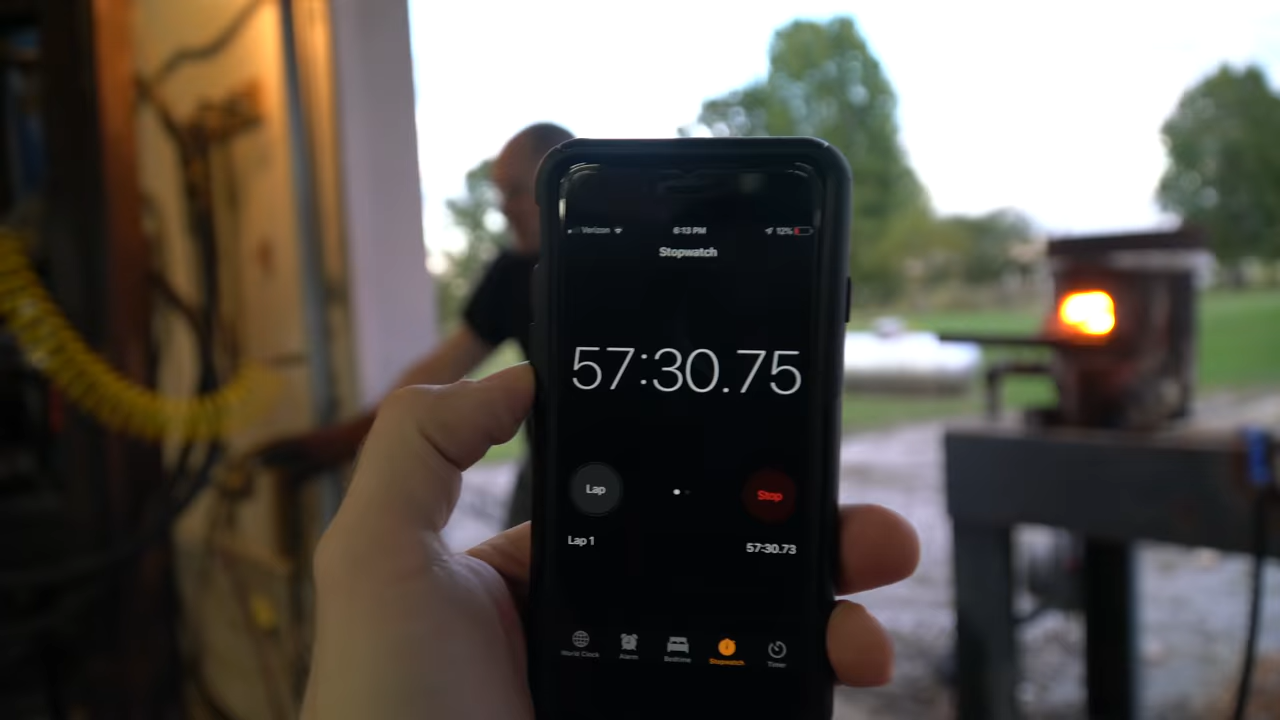 Verizon 6:13 PM 12%
Stopwatch
57:30.75
Lap Stop
Lap 1 57:30.73
World Clock Alarm Bedtime Stopwatch Timer